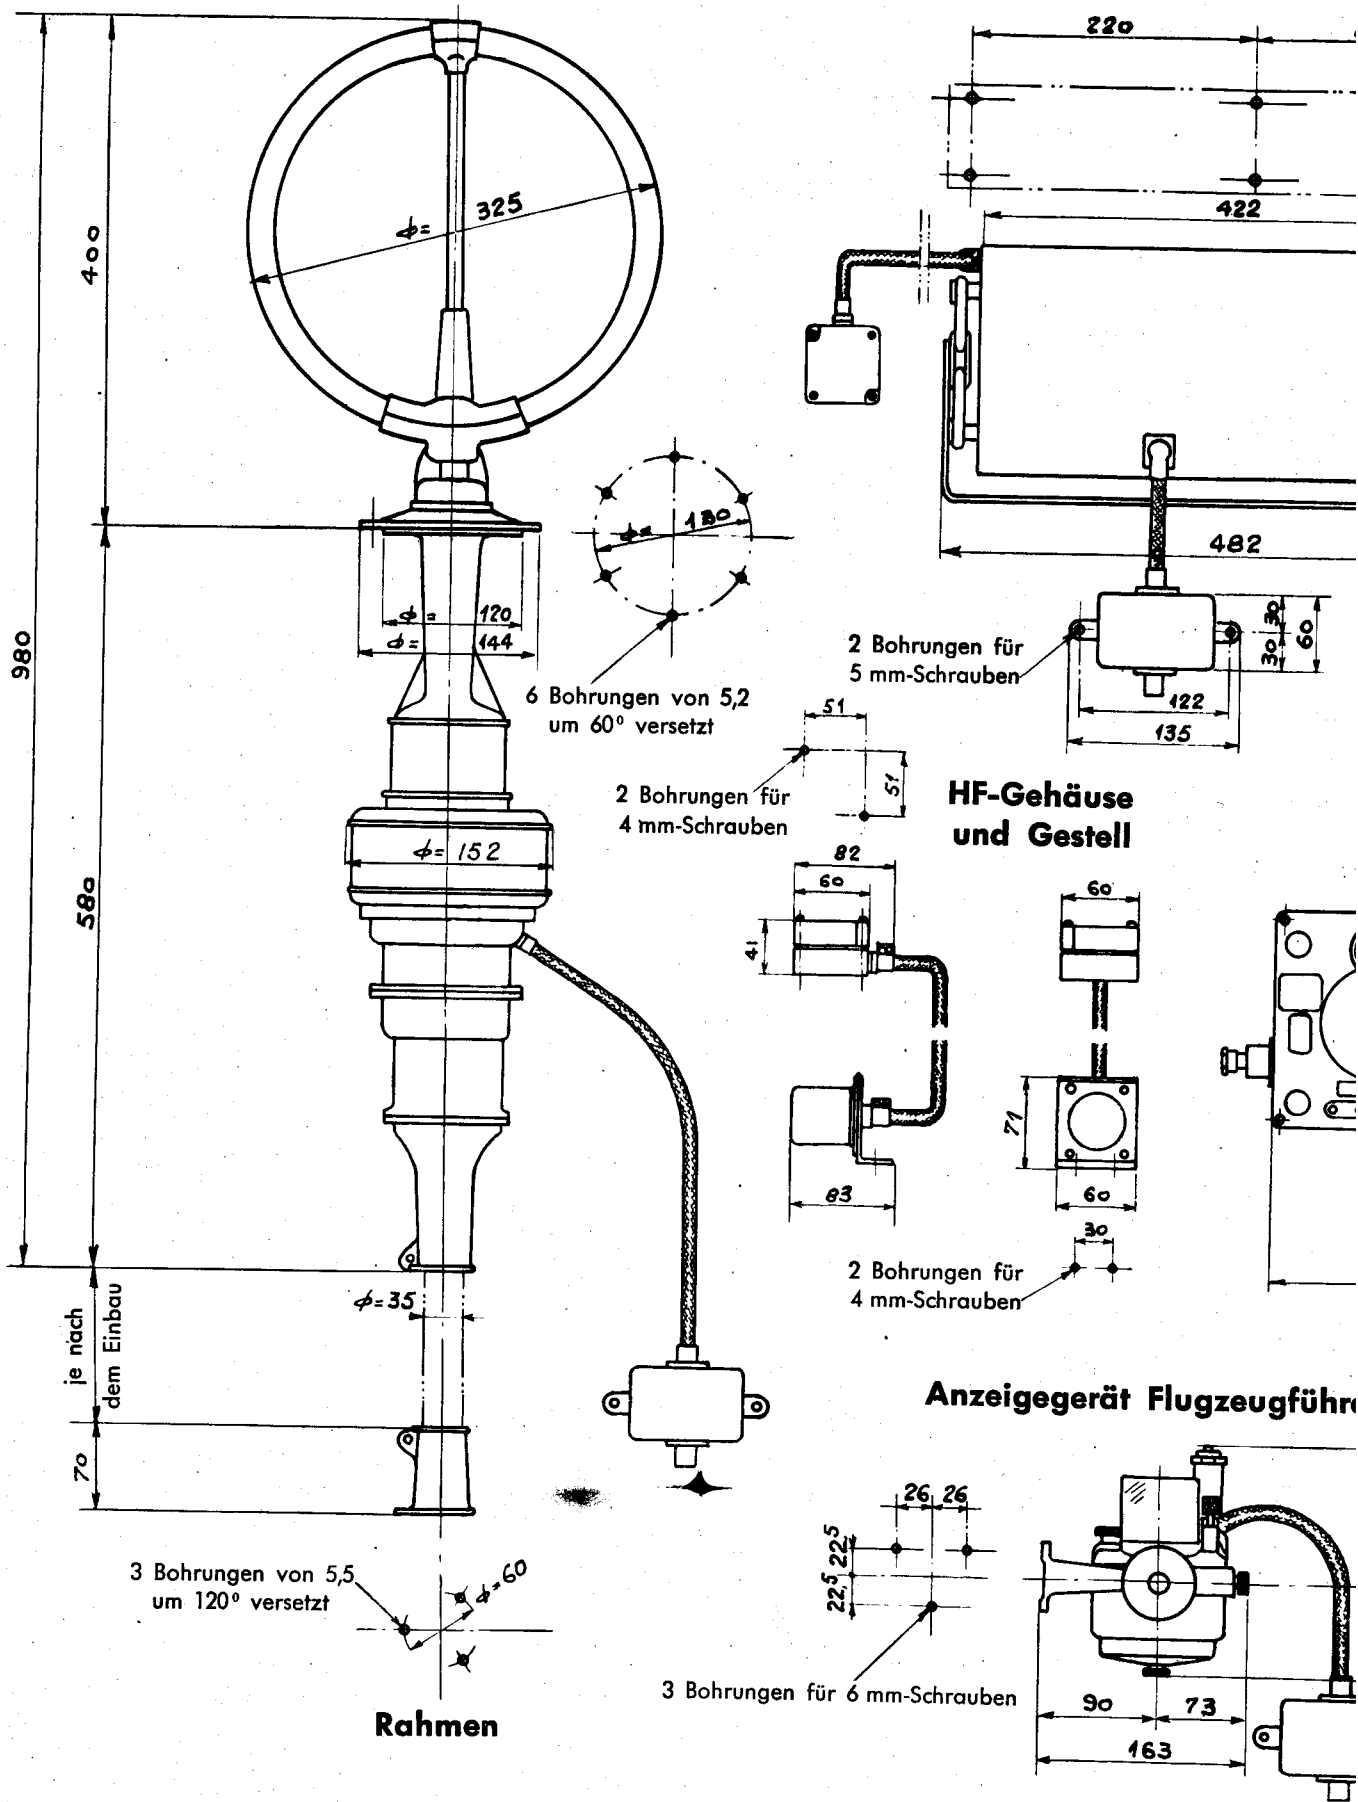 220
400
980
ϕ= 325
422
482
ϕ= 130
ϕ= 120
ϕ= 144
6 Bohrungen von 5,2
um 60° versetzt
2 Bohrungen für
5 mm-Schrauben
30
30
60
122
135
51
51
2 Bohrungen für
4 mm-Schrauben
HF-Gehäuse
und Gestell
580
ϕ= 152
82
60
41
60
71
83
60
30
2 Bohrungen für
4 mm-Schrauben
je nach
dem Einbau
ϕ=35
70
Anzeigegerät Flugzeugführe
26 26
22,5
22,5
3 Bohrungen von 5,5
um 120° versetzt
ϕ=60
3 Bohrungen für 6 mm-Schrauben
90 73
163
Rahmen